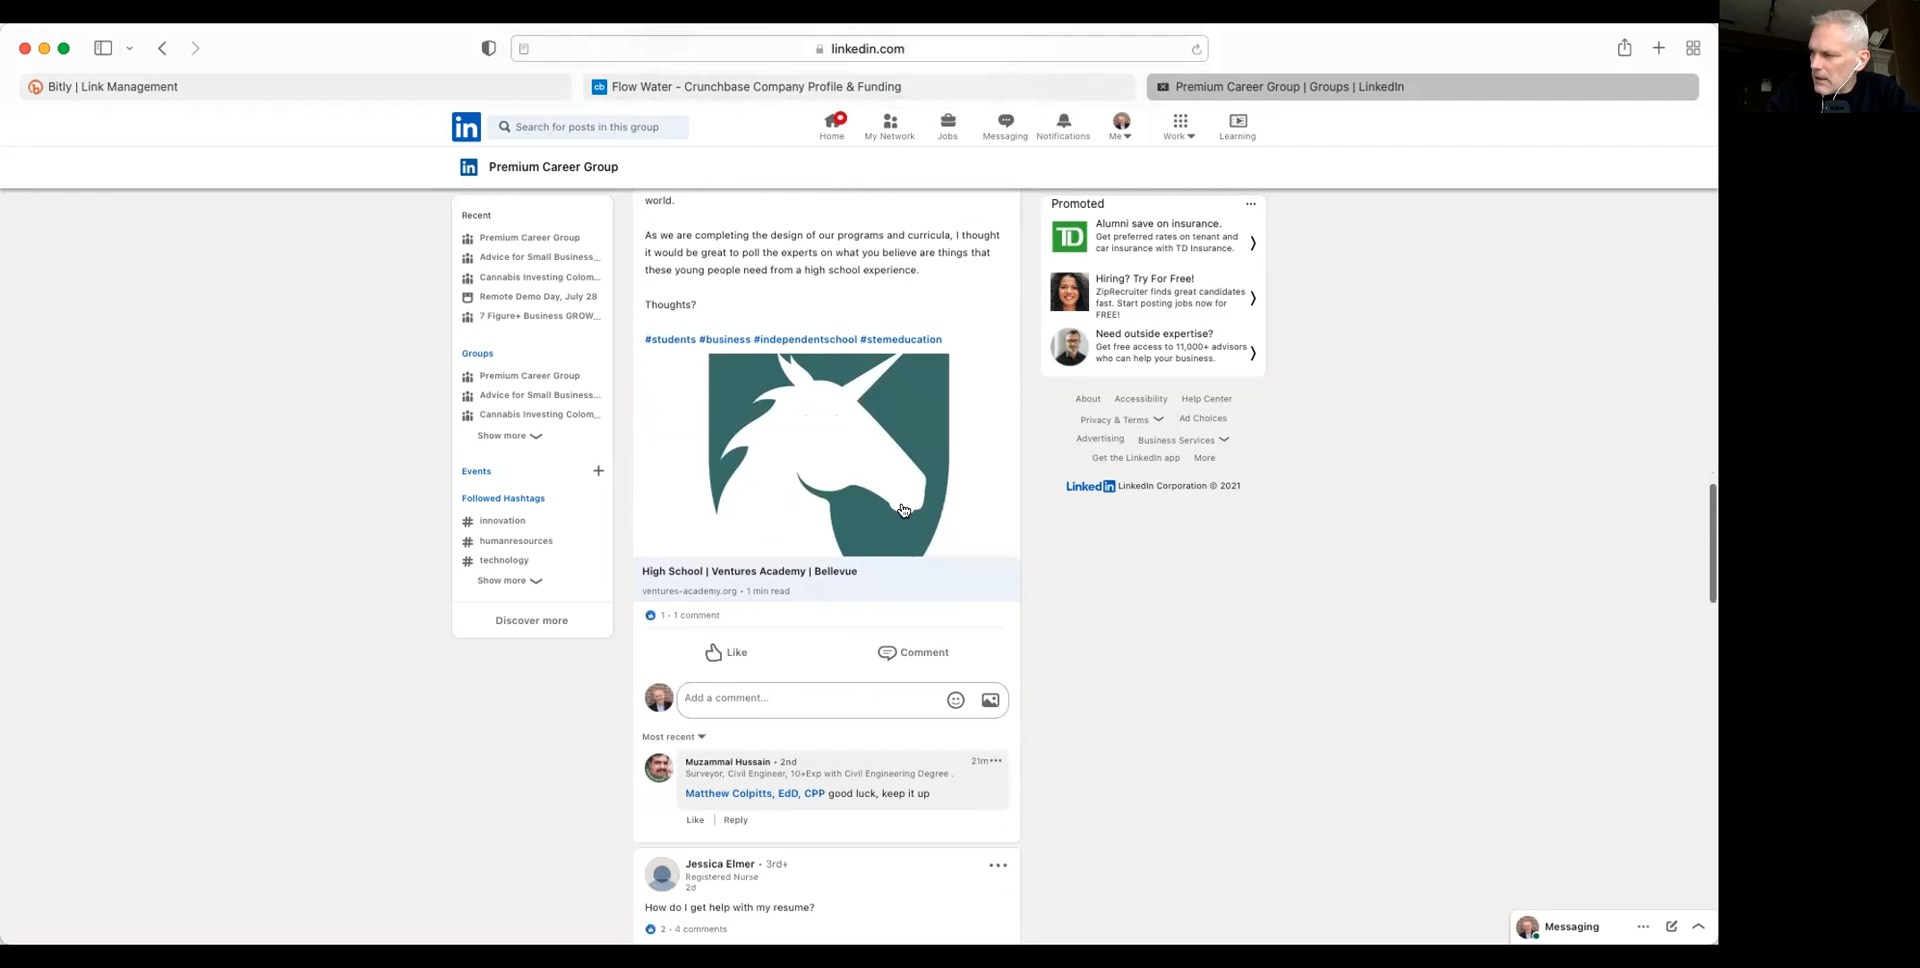 linkedin.com
Bitly | Link Management
cb Flow Water - Crunchbase Company Profile & Funding
Premium Career Group | Groups | LinkedIn
in
Search for posts in this group
Home
My Network
Jobs
Messaging
Notifications
Me
Work
Learning
in
Premium Career Group
Recent
Premium Career Group
Advice for Small Business...
Cannabis Investing Colom...
Remote Demo Day, July 28
7 Figure+ Business GROW...
Groups
Premium Career Group
Advice for Small Business...
Cannabis Investing Colom...
Show more
Events
Followed Hashtags
# innovation
# humanresources
# technology
Show more
Discover more
world.
As we are completing the design of our programs and curricula, I thought
it would be great to poll the experts on what you believe are things that
these young people need from a high school experience.
Thoughts?
#students #business #independentschool #stemeducation
High School | Ventures Academy | Bellevue
ventures-academy.org • 1 min read
1 • 1 comment
Like
Comment
Add a comment...
Most recent
Muzammal Hussain • 2nd
21m
Surveyor, Civil Engineer, 10+Exp with Civil Engineering Degree .
Matthew Colpitts, EdD, CPP good luck, keep it up
Like | Reply
Jessica Elmer • 3rd+
Registered Nurse
2d
How do I get help with my resume?
2 • 4 comments
Promoted
TD
Alumni save on insurance.
Get preferred rates on tenant and
car insurance with TD Insurance.
Hiring? Try For Free!
ZipRecruiter finds great candidates
fast. Start posting jobs now for
FREE!
Need outside expertise?
Get free access to 11,000+ advisors
who can help your business.
About
Accessibility
Help Center
Privacy & Terms
Ad Choices
Advertising
Business Services
Get the LinkedIn app
More
LinkedIn LinkedIn Corporation © 2021
Messaging